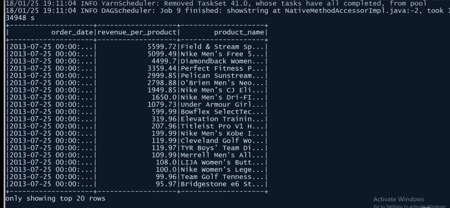 18/01/25 19:11:04 INFO YarnScheduler: Removed TaskSet 41.0, whose tasks have all completed, from pool
18/01/25 19:11:04 INFO DAGScheduler: Job 9 finished: showString at NativeMethodAccessorImpl.java:-2, took
34948 s
+--------------------+-------------------+--------------------+
| order_date|revenue_per_product| product_name|
+--------------------+-------------------+--------------------+
|2013-07-25 00:00:...| 5599.72|Field & Stream Sp...|
|2013-07-25 00:00:...| 5099.49|Nike Men's Free 5...|
|2013-07-25 00:00:...| 4499.7|Diamondback Women...|
|2013-07-25 00:00:...| 3359.44|Perfect Fitness P...|
|2013-07-25 00:00:...| 2999.85|Pelican Sunstream...|
|2013-07-25 00:00:...| 2798.88|O'Brien Men's Neo...|
|2013-07-25 00:00:...| 1949.85|Nike Men's CJ Eli...|
|2013-07-25 00:00:...| 1650.0|Nike Men's Dri-FI...|
|2013-07-25 00:00:...| 1079.73|Under Armour Girl...|
|2013-07-25 00:00:...| 599.99|Bowflex SelectTec...|
|2013-07-25 00:00:...| 319.96|Elevation Trainin...|
|2013-07-25 00:00:...| 207.96|Titleist Pro V1 H...|
|2013-07-25 00:00:...| 199.99|Nike Men's Kobe I...|
|2013-07-25 00:00:...| 119.99|Cleveland Golf Wo...|
|2013-07-25 00:00:...| 119.97|TYR Boys' Team Di...|
|2013-07-25 00:00:...| 109.99|Merrell Men's All...|
|2013-07-25 00:00:...| 108.0|LIJA Women's Butt...|
|2013-07-25 00:00:...| 100.0|Nike Women's Lege...|
|2013-07-25 00:00:...| 99.96|Team Golf Tenness...|
|2013-07-25 00:00:...| 95.97|Bridgestone e6 St...|
+--------------------+-------------------+--------------------+
only showing top 20 rows
Activate Windows